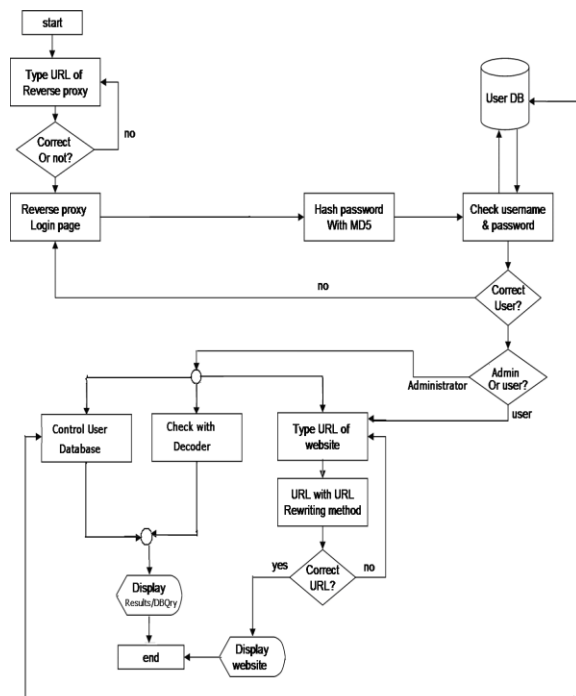 start
Type URL of
Reverse proxy
no
Correct
Or not?
User DB
Reverse proxy
Login page
Hash password
With MD5
Check username
& password
no
Correct
User?
Admin
Or user?
Administrator
user
Control User
Database
Check with
Decoder
Type URL of
website
URL with URL
Rewriting method
yes
Correct
URL?
no
Display
Results/DBQry
end
Display
website